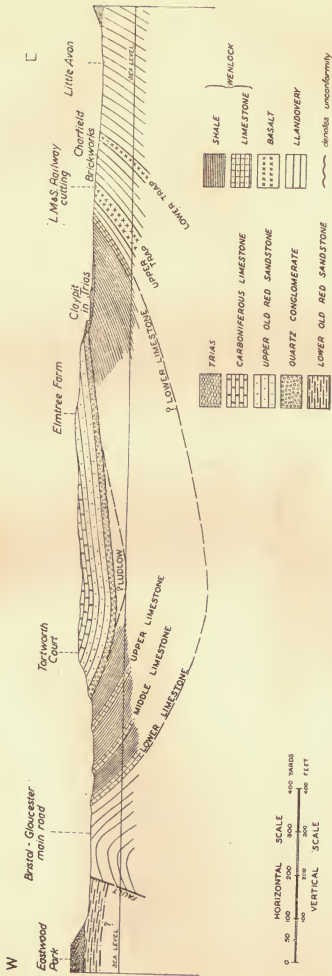 W
E
Eastwood
Park
Bristol - Gloucester
main road
Tortworth
Court
Elmtree Farm
Claypit
in Trias
L.M&S. Railway
cutting
Charfield
Brickworks
Little Avon
SEA LEVEL
SEA LEVEL
?
FAULT
LOWER LIMESTONE
MIDDLE LIMESTONE
UPPER LIMESTONE
? LUDLOW
? LOWER LIMESTONE
UPPER TRAP
LOWER TRAP
HORIZONTAL SCALE
0 50 100 200 300 400 YARDS
100 200 300 400 FEET
VERTICAL SCALE
TRIAS
CARBONIFEROUS LIMESTONE
UPPER OLD RED SANDSTONE
QUARTZ CONGLOMERATE
LOWER OLD RED SANDSTONE
SHALE
LIMESTONE
WENLOCK
BASALT
LLANDOVERY
denotes unconformity